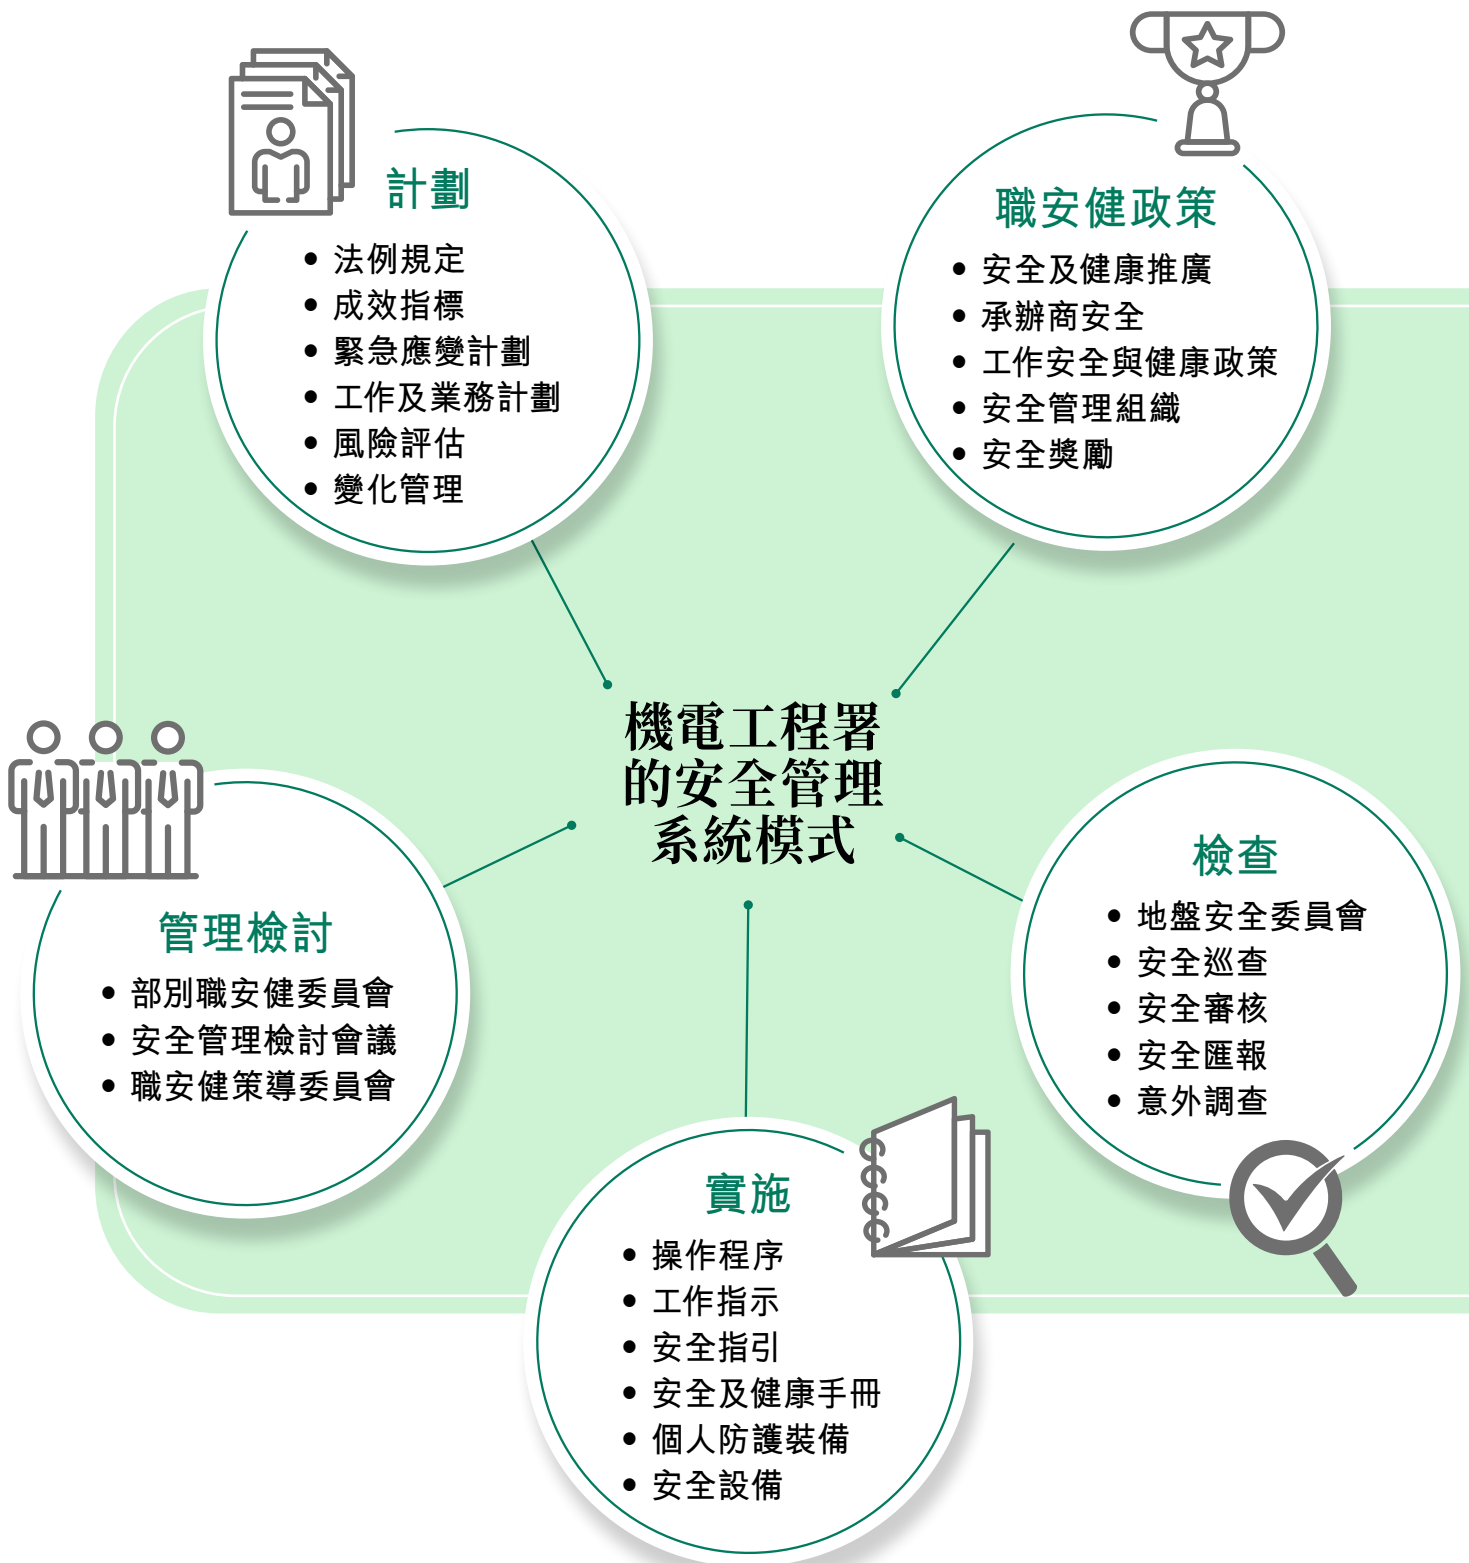 計劃
• 法例規定
• 成效指標
• 緊急應變計劃
• 工作及業務計劃
• 風險評估
• 變化管理
職安健政策
• 安全及健康推廣
• 承辦商安全
• 工作安全與健康政策
• 安全管理組織
• 安全獎勵
機電工程署
的安全管理
系統模式
管理檢討
• 部別職安健委員會
• 安全管理檢討會議
• 職安健策導委員會
檢查
• 地盤安全委員會
• 安全巡查
• 安全審核
• 安全匯報
• 意外調查
實施
• 操作程序
• 工作指示
• 安全指引
• 安全及健康手冊
• 個人防護裝備
• 安全設備